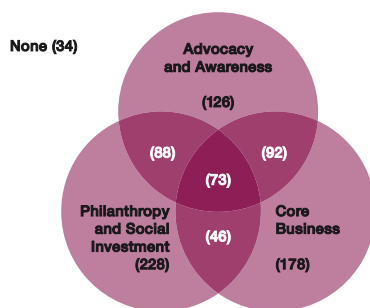 None (34)
Advocacy
and Awareness
(126)
(88)
(92)
(73)
Philanthropy
and Social
Investment
(228)
(46)
Core
Business
(178)